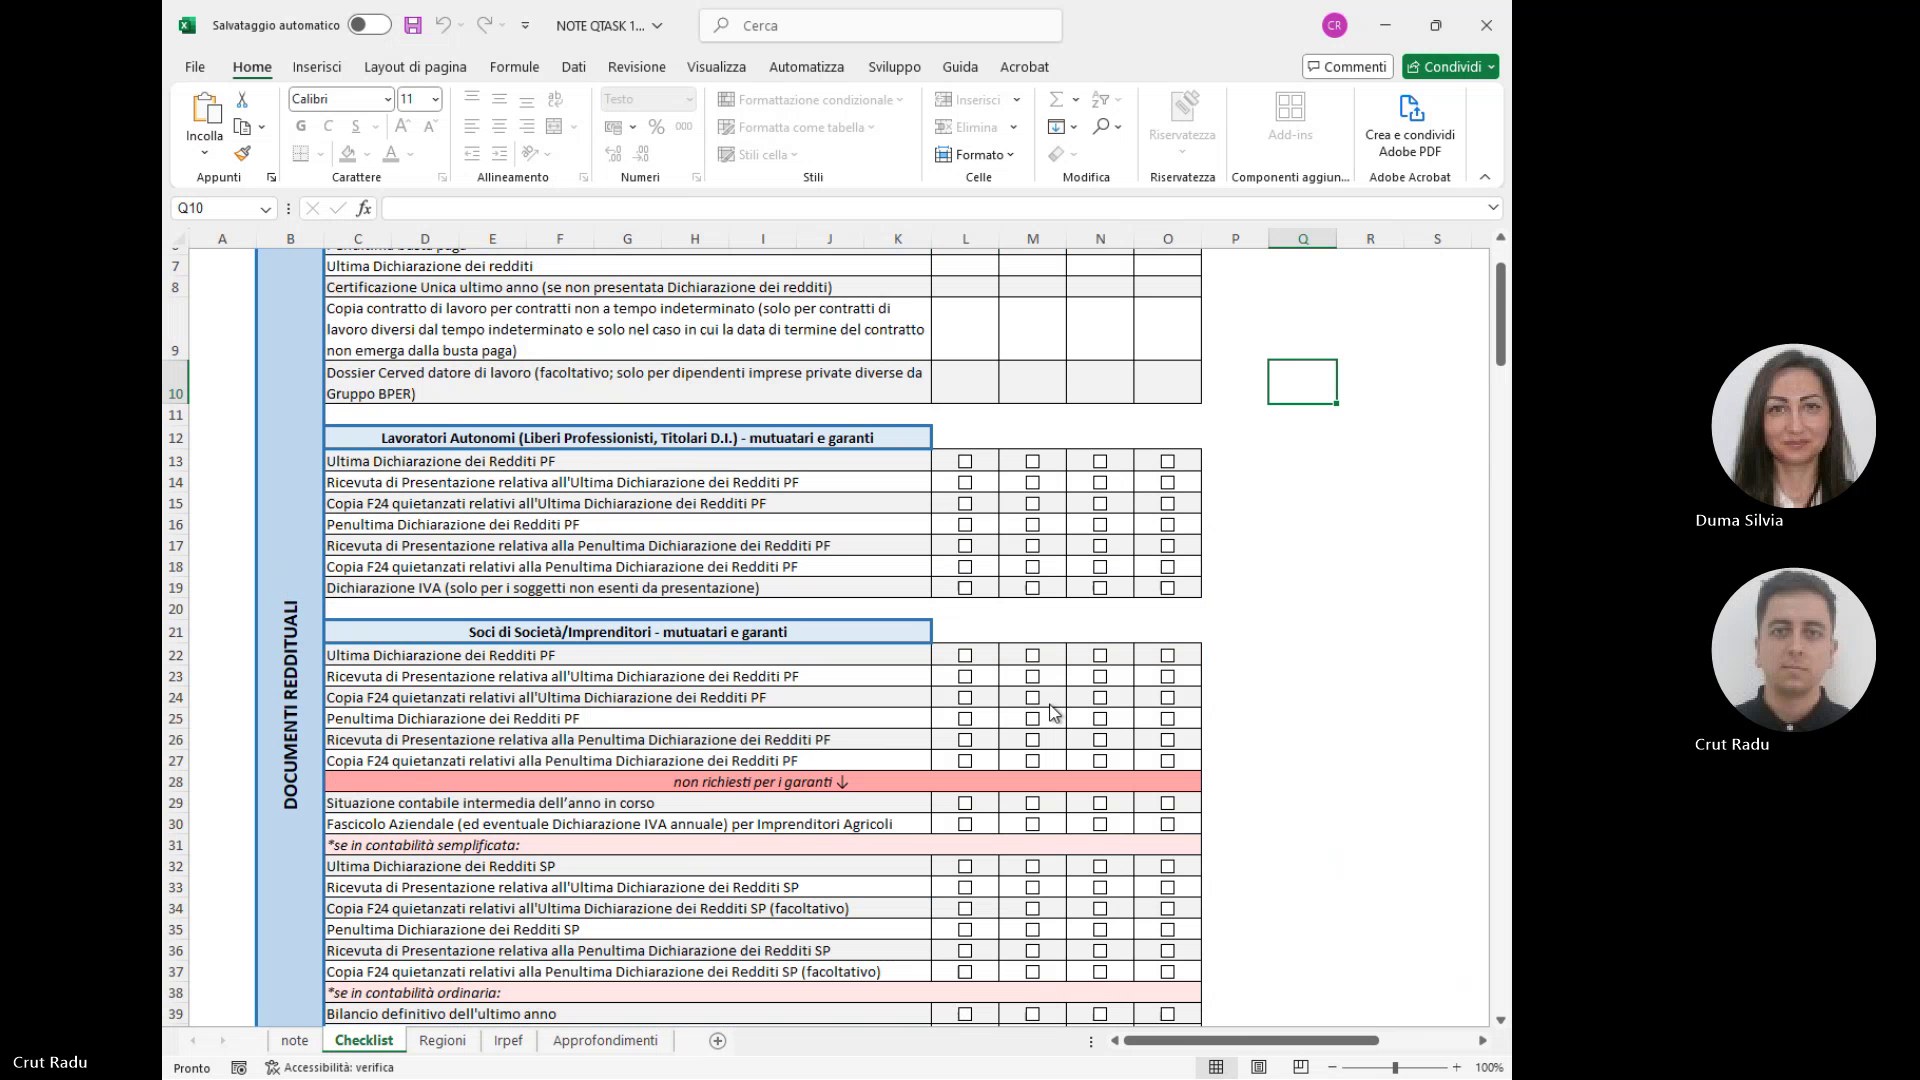 Salvataggio automatico
NOTE QTASK 1...
Cerca
CR
File Home Inserisci Layout di pagina Formule Dati Revisione Visualizza Automatizza Sviluppo Guida Acrobat
Commenti
Condividi
Incolla
Appunti
Calibri 11
G C S
Carattere
Allineamento
Testo
% 000
Numeri
Formattazione condizionale
Formatta come tabella
Stili cella
Stili
Inserisci
Elimina
Formato
Celle
Modifica
Riservatezza
Riservatezza
Add-ins
Componenti aggiun...
Crea e condividi
Adobe PDF
Adobe Acrobat
Q10
fx
A B C D E F G H I J K L M N O P Q R S
DOCUMENTI REDDITUALI
7 Ultima Dichiarazione dei redditi
8 Certificazione Unica ultimo anno (se non presentata Dichiarazione dei redditi)
Copia contratto di lavoro per contratti non a tempo indeterminato (solo per contratti di
lavoro diversi dal tempo indeterminato e solo nel caso in cui la data di termine del contratto
9 non emerga dalla busta paga)
Dossier Cerved datore di lavoro (facoltativo; solo per dipendenti imprese private diverse da
10 Gruppo BPER)
11
12 Lavoratori Autonomi (Liberi Professionisti, Titolari D.I.) - mutuatari e garanti
13 Ultima Dichiarazione dei Redditi PF
14 Ricevuta di Presentazione relativa all'Ultima Dichiarazione dei Redditi PF
15 Copia F24 quietanzati relativi all'Ultima Dichiarazione dei Redditi PF
16 Penultima Dichiarazione dei Redditi PF
17 Ricevuta di Presentazione relativa alla Penultima Dichiarazione dei Redditi PF
18 Copia F24 quietanzati relativi alla Penultima Dichiarazione dei Redditi PF
19 Dichiarazione IVA (solo per i soggetti non esenti da presentazione)
20
21 Soci di Società/Imprenditori - mutuatari e garanti
22 Ultima Dichiarazione dei Redditi PF
23 Ricevuta di Presentazione relativa all'Ultima Dichiarazione dei Redditi PF
24 Copia F24 quietanzati relativi all'Ultima Dichiarazione dei Redditi PF
25 Penultima Dichiarazione dei Redditi PF
26 Ricevuta di Presentazione relativa alla Penultima Dichiarazione dei Redditi PF
27 Copia F24 quietanzati relativi alla Penultima Dichiarazione dei Redditi PF
28 non richiesti per i garanti ↓
29 Situazione contabile intermedia dell’anno in corso
30 Fascicolo Aziendale (ed eventuale Dichiarazione IVA annuale) per Imprenditori Agricoli
31 *se in contabilità semplificata:
32 Ultima Dichiarazione dei Redditi SP
33 Ricevuta di Presentazione relativa all'Ultima Dichiarazione dei Redditi SP
34 Copia F24 quietanzati relativi all'Ultima Dichiarazione dei Redditi SP (facoltativo)
35 Penultima Dichiarazione dei Redditi SP
36 Ricevuta di Presentazione relativa alla Penultima Dichiarazione dei Redditi SP
37 Copia F24 quietanzati relativi alla Penultima Dichiarazione dei Redditi SP (facoltativo)
38 *se in contabilità ordinaria:
39 Bilancio definitivo dell'ultimo anno
note Checklist Regioni Irpef Approfondimenti
Pronto
Accessibilità: verifica
100%
Duma Silvia
Crut Radu
Crut Radu